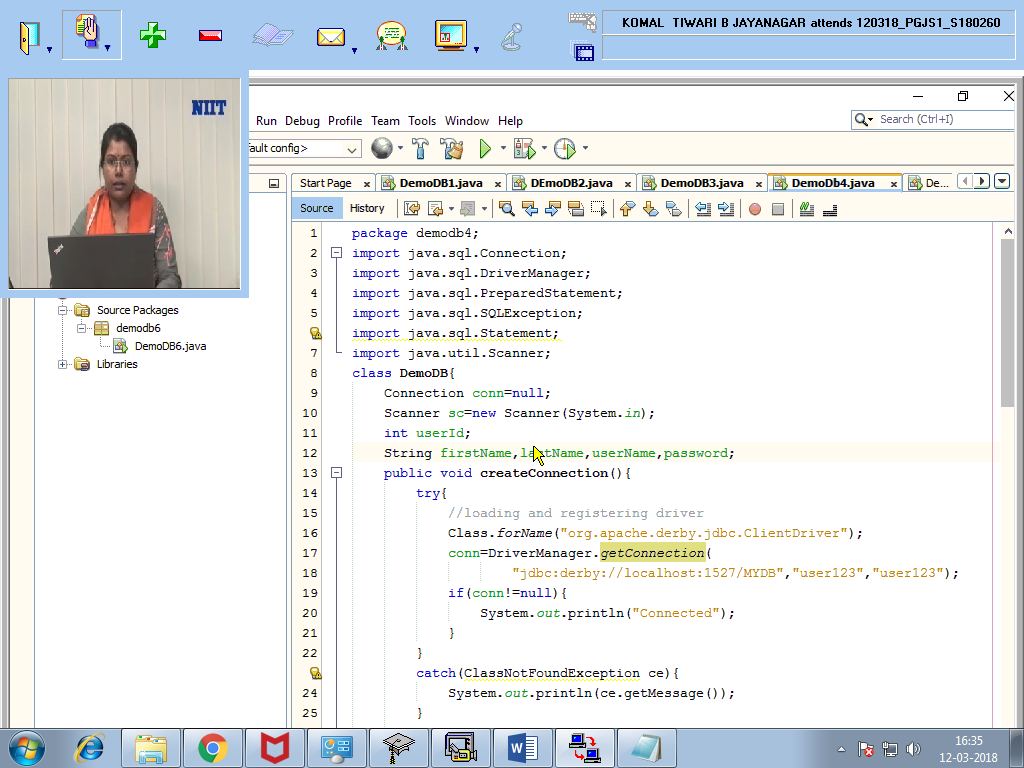 KOMAL TIWARI B JAYANAGAR attends 120318_PGJS1_S180260
NIIT
Run Debug Profile Team Tools Window Help
Search (Ctrl+I)
fault config>
Start Page
DemoDB1.java
DEmoDB2.java
DemoDB3.java
DemoDb4.java
De...
Source History
Source Packages
demodb6
DemoDB6.java
Libraries
1 package demodb4;
2 import java.sql.Connection;
3 import java.sql.DriverManager;
4 import java.sql.PreparedStatement;
5 import java.sql.SQLException;
import java.sql.Statement;
7 import java.util.Scanner;
8 class DemoDB{
9 Connection conn=null;
10 Scanner sc=new Scanner(System.in);
11 int userId;
12 String firstName,lastName,userName,password;
13 public void createConnection(){
14 try{
15 //loading and registering driver
16 Class.forName("org.apache.derby.jdbc.ClientDriver");
17 conn=DriverManager.getConnection(
18 "jdbc:derby://localhost:1527/MYDB","user123","user123");
19 if(conn!=null){
20 System.out.println("Connected");
21 }
22 }
catch(ClassNotFoundException ce){
24 System.out.println(ce.getMessage());
25 }
16:35
12-03-2018